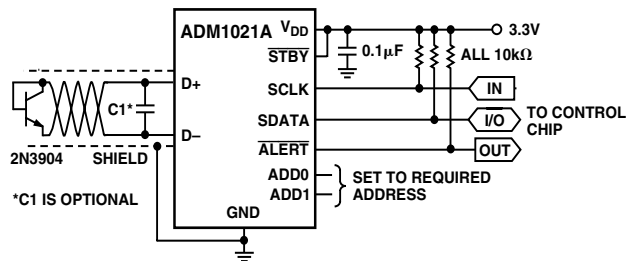 ADM1021A
VDD
3.3V
STBY
0.1µF
ALL 10kΩ
D+
C1*
SCLK
IN
SDATA
I/O
TO CONTROL
CHIP
D–
ALERT
OUT
2N3904
SHIELD
ADD0
ADD1
SET TO REQUIRED
ADDRESS
*C1 IS OPTIONAL
GND